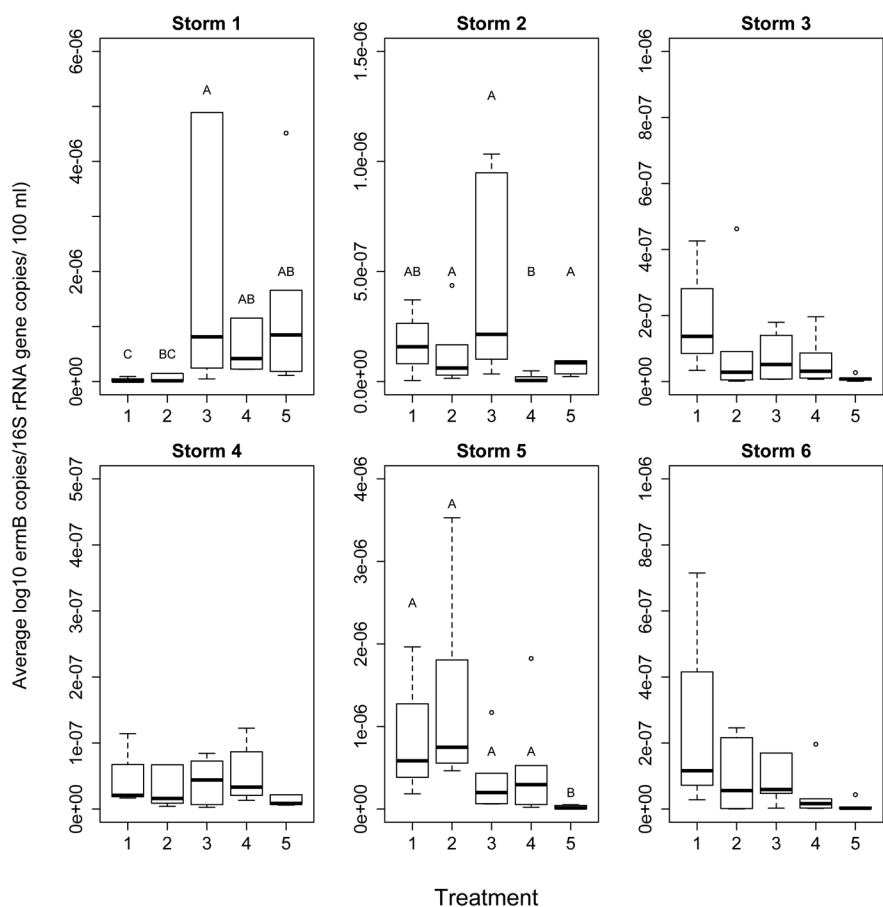 Average log10 ermB copies/16S rRNA gene copies/ 100 ml)
Storm 1
6e-06
4e-06
2e-06
0e+00
C
BC
A
AB
AB
1 2 3 4 5
Storm 2
1.5e-06
1.0e-06
5.0e-07
0.0e+00
AB
A
A
B
A
1 2 3 4 5
Storm 3
1e-06
8e-07
6e-07
4e-07
2e-07
0e+00
1 2 3 4 5
Storm 4
5e-07
4e-07
3e-07
2e-07
1e-07
0e+00
1 2 3 4 5
Storm 5
4e-06
3e-06
2e-06
1e-06
0e+00
A
A
A
A
B
1 2 3 4 5
Storm 6
1e-06
8e-07
6e-07
4e-07
2e-07
0e+00
1 2 3 4 5
Treatment